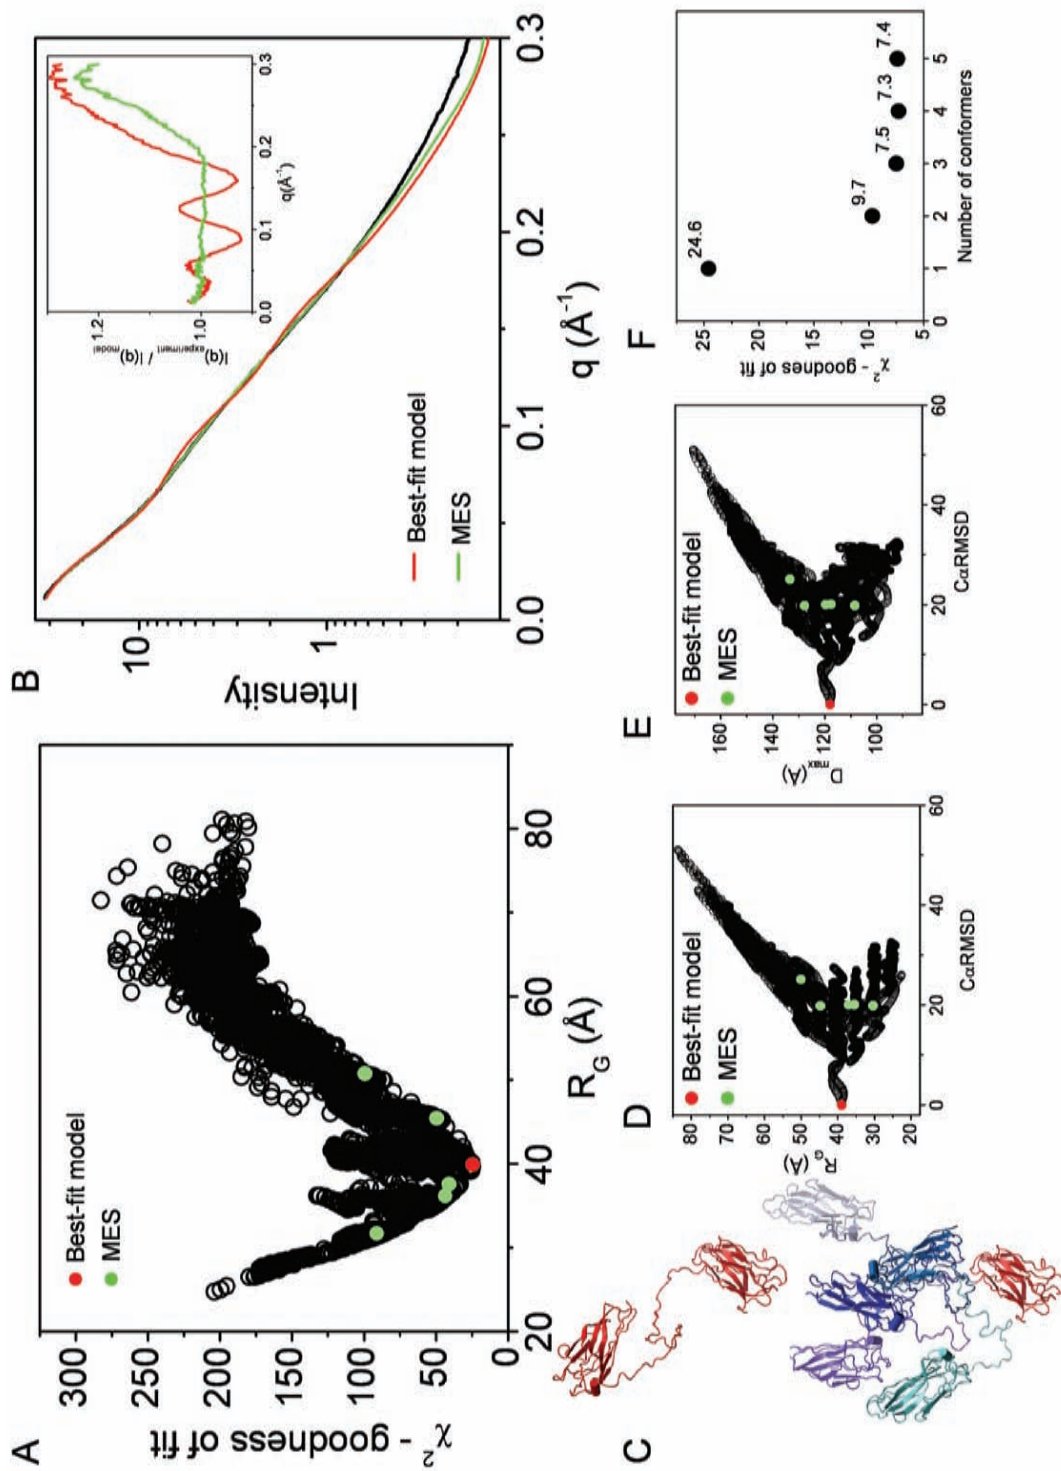 A
χ² - goodness of fit
300
250
200
150
100
50
0
Best-fit model
MES
20
40
60
80
R_G (Å)
B
Intensity
10
1
Best-fit model
MES
0.0
0.1
0.2
0.3
q (Å⁻¹)
I(q)experiment / I(q)model
1.2
1.0
0.0
0.1
0.2
0.3
q(Å⁻¹)
C
D
R_G (Å)
80
70
60
50
40
30
20
Best-fit model
MES
0
20
40
60
CαRMSD
E
D_max(Å)
160
140
120
100
Best-fit model
MES
0
20
40
60
CαRMSD
F
χ² - goodnes of fit
25
20
15
10
5
24.6
9.7
7.5
7.3
7.4
0
1
2
3
4
5
Number of conformers